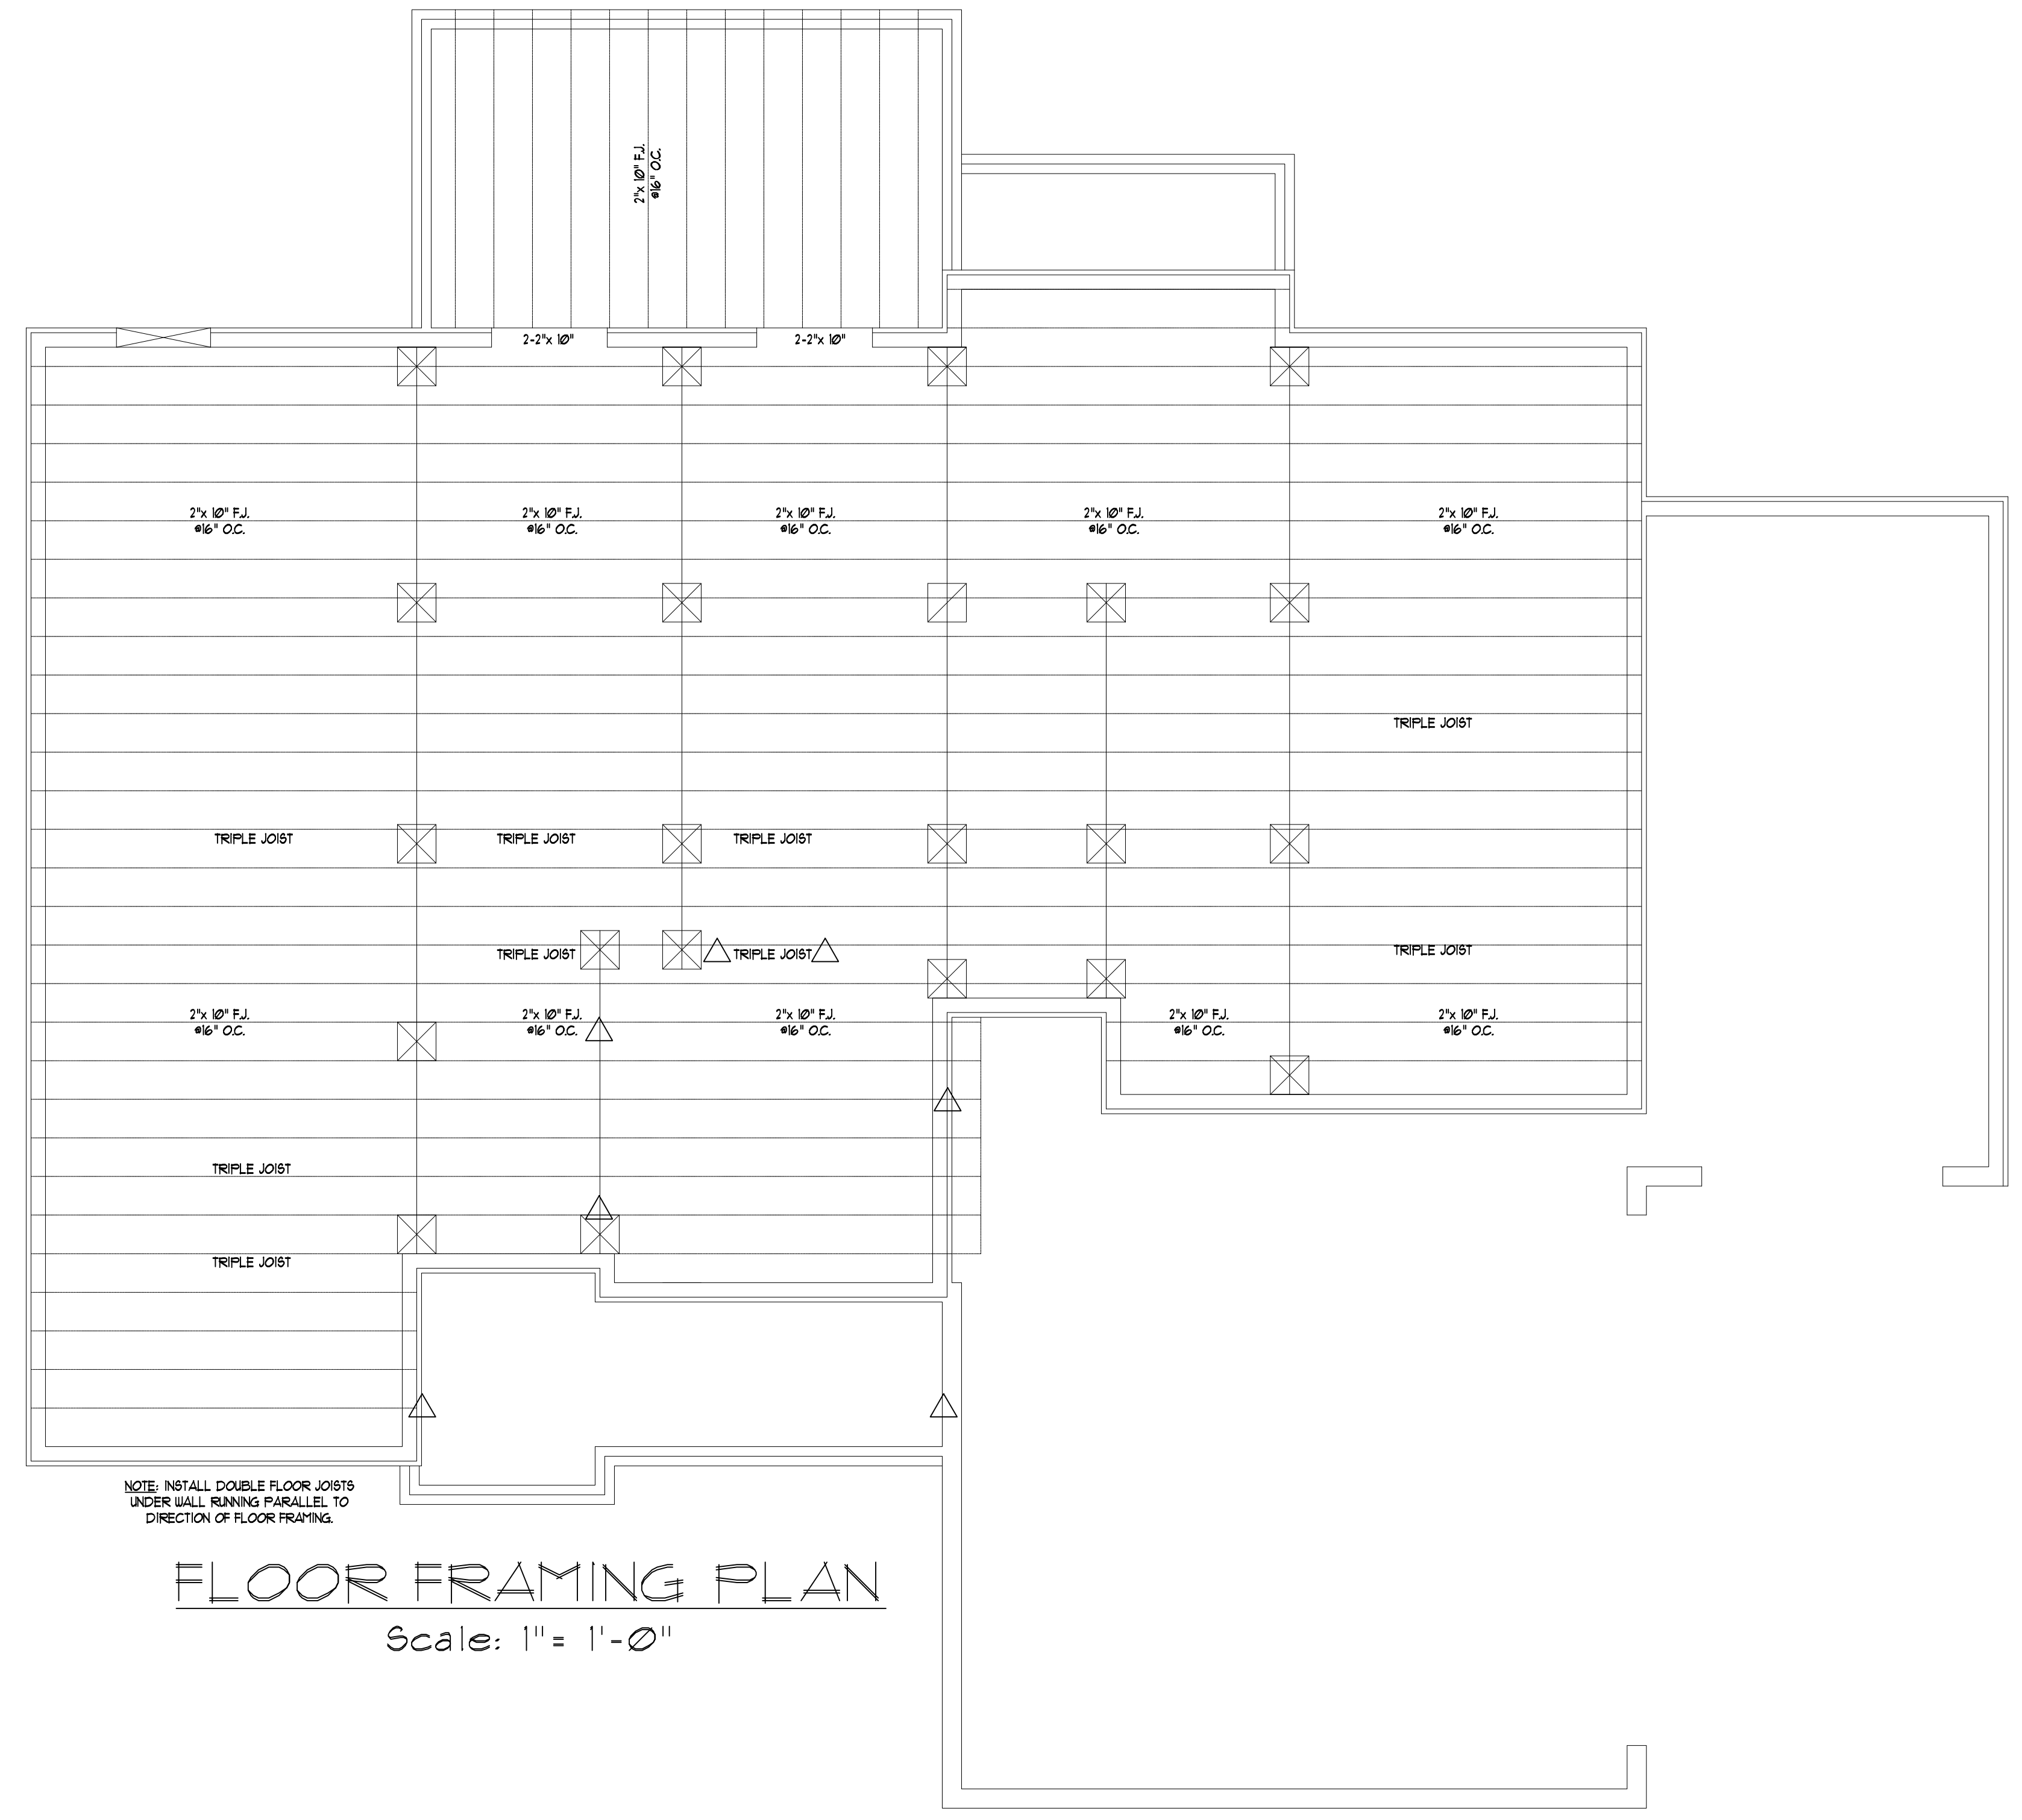 2"x 10" F.J.
@16" O.C.
2-2"x 10"
2-2"x 10"
2"x 10" F.J.
@16" O.C.
2"x 10" F.J.
@16" O.C.
2"x 10" F.J.
@16" O.C.
2"x 10" F.J.
@16" O.C.
2"x 10" F.J.
@16" O.C.
TRIPLE JOIST
TRIPLE JOIST
TRIPLE JOIST
TRIPLE JOIST
TRIPLE JOIST
TRIPLE JOIST
TRIPLE JOIST
2"x 10" F.J.
@16" O.C.
2"x 10" F.J.
@16" O.C.
2"x 10" F.J.
@16" O.C.
2"x 10" F.J.
@16" O.C.
2"x 10" F.J.
@16" O.C.
TRIPLE JOIST
TRIPLE JOIST
NOTE: INSTALL DOUBLE FLOOR JOISTS
UNDER WALL RUNNING PARALLEL TO
DIRECTION OF FLOOR FRAMING.
FLOOR FRAMING PLAN
Scale: 1"= 1'-0"